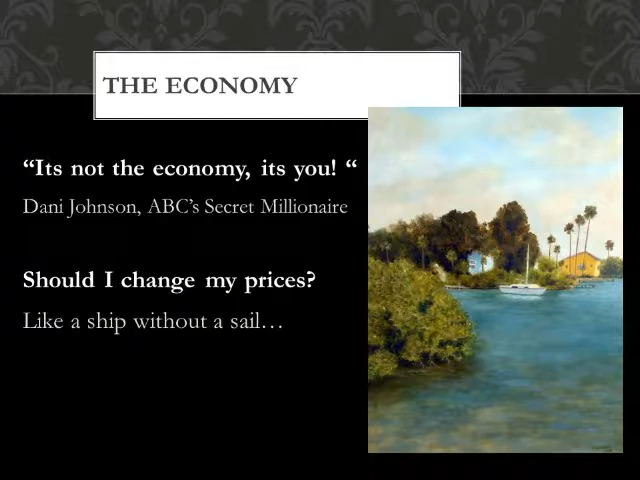 THE ECONOMY
“Its not the economy, its you! “
Dani Johnson, ABC’s Secret Millionaire
Should I change my prices?
Like a ship without a sail…